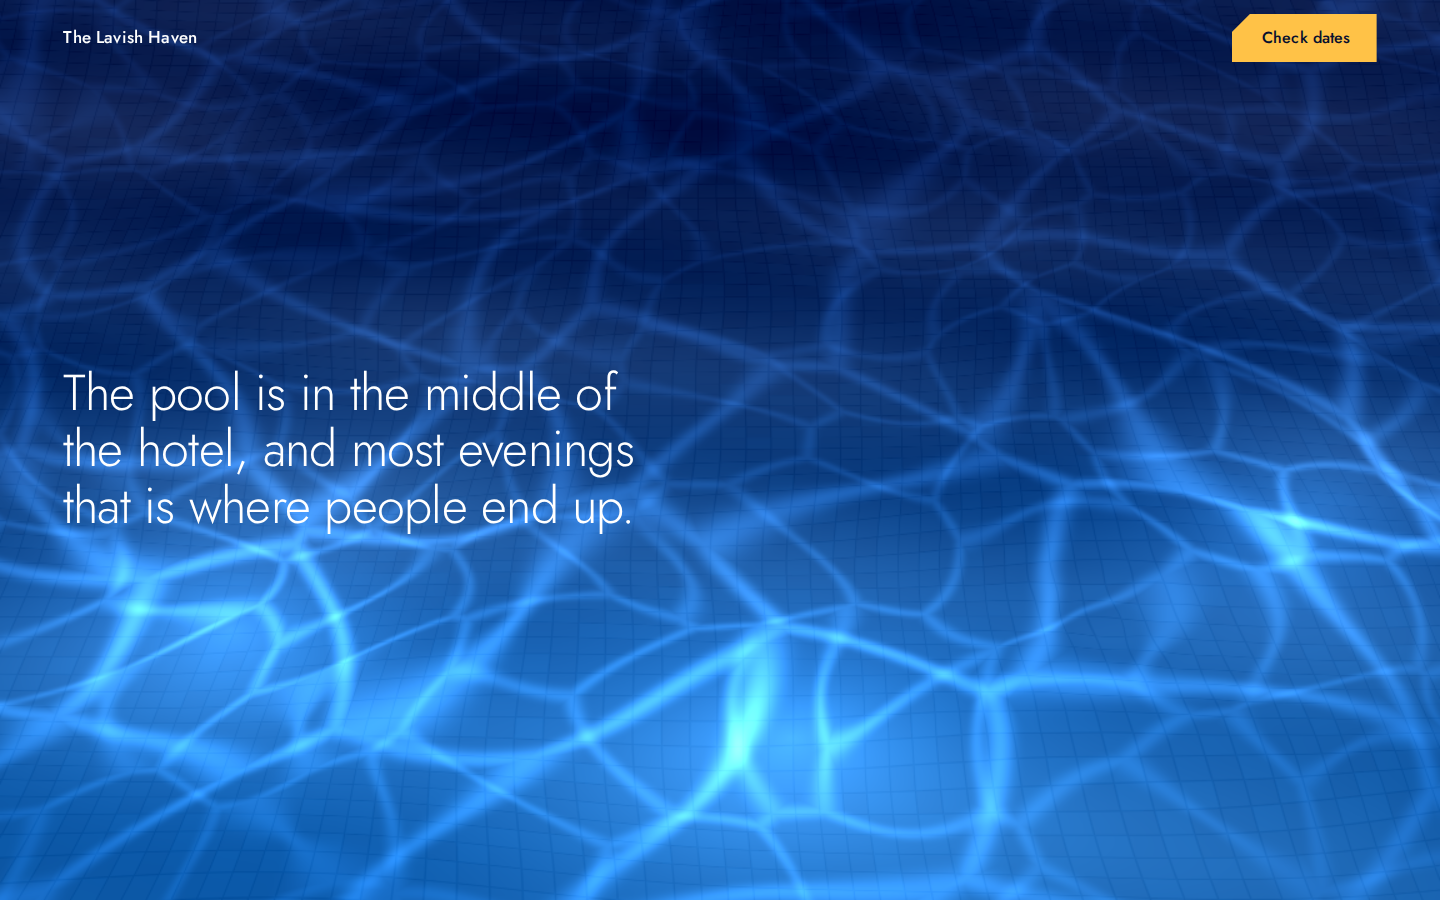 The Lavish Haven
Check dates
The pool is in the middle of
the hotel, and most evenings
that is where people end up.